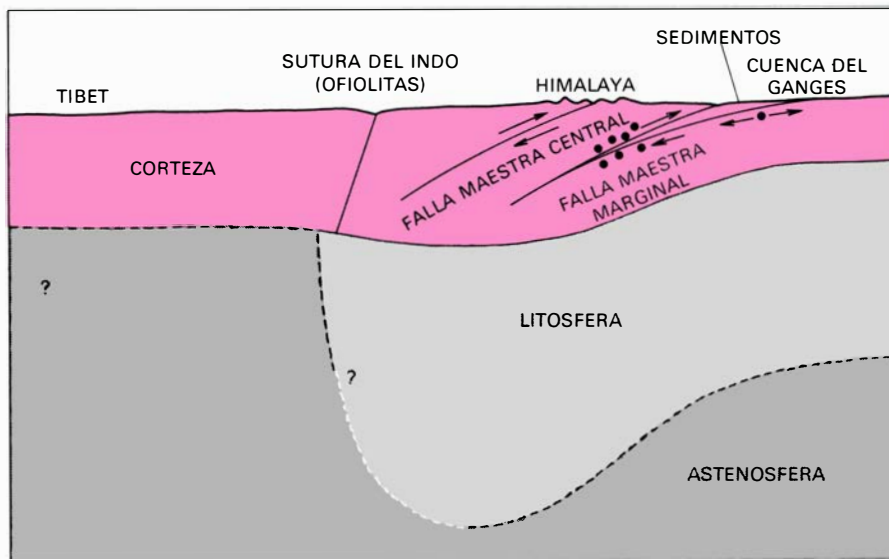 SEDIMENTOS
SUTURA DEL INDO
(OFIOLITAS)
CUENCA DEL
GANGES
TIBET
HIMALAYA
CORTEZA
FALLA MAESTRA CENTRAL
FALLA MAESTRA
MARGINAL
?
LITOSFERA
?
ASTENOSFERA